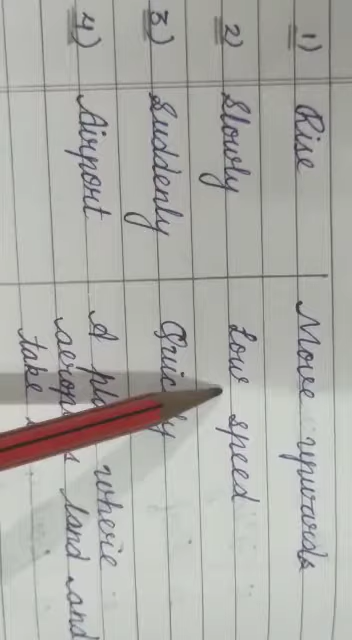 1) Rise Move upwards
2) Slowly Low speed
3) Suddenly
4) Airport A where
land and
take